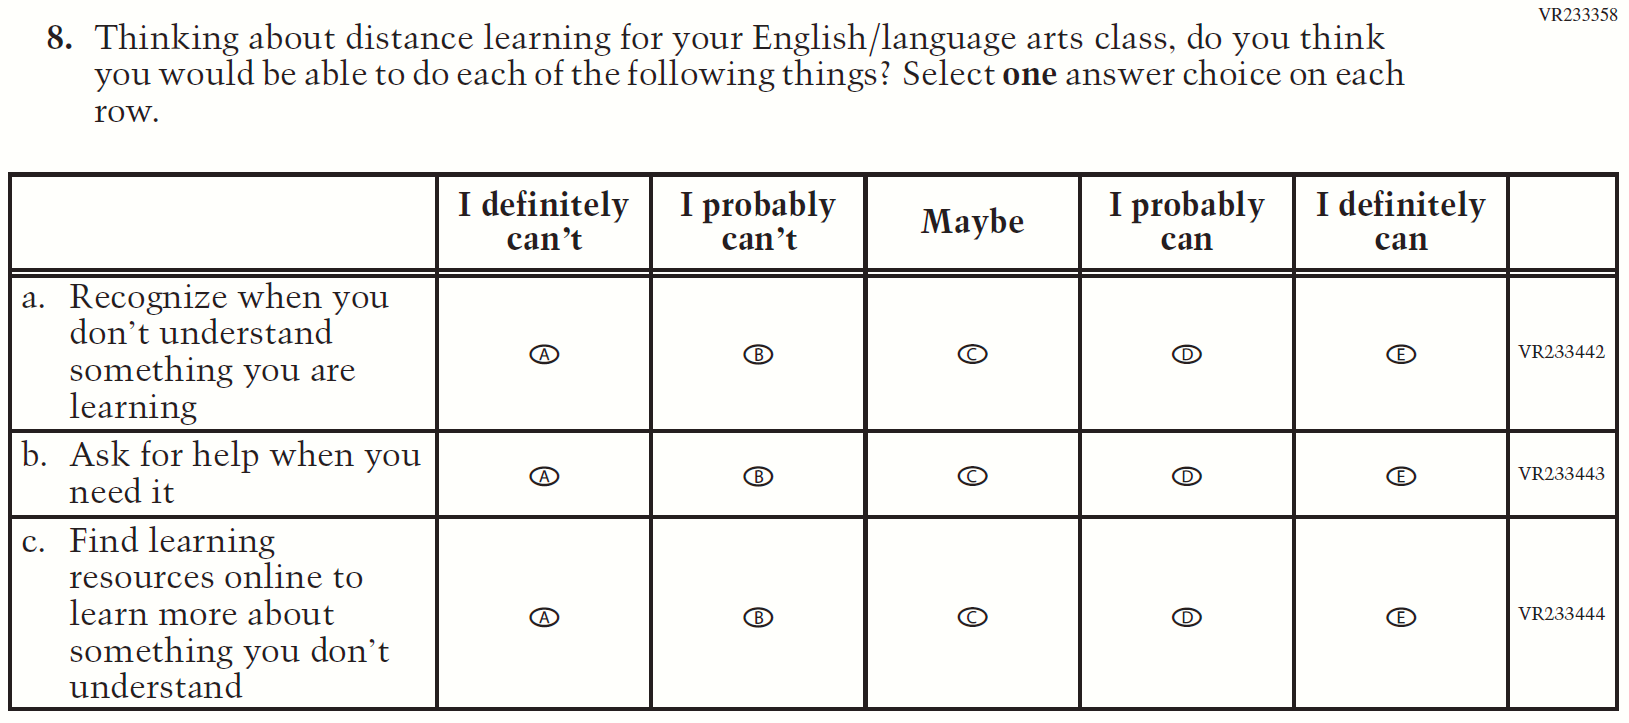 VR233358
8. Thinking about distance learning for your English/language arts class, do you think
you would be able to do each of the following things? Select one answer choice on each
row.
I definitely
can't
I probably
can't
Maybe
I probably
can
I definitely
can
a. Recognize when you
don't understand
something you are
learning
A B C D E VR233442
b. Ask for help when you
need it
A B C D E VR233443
c. Find learning
resources online to
learn more about
something you don't
understand
A B C D E VR233444